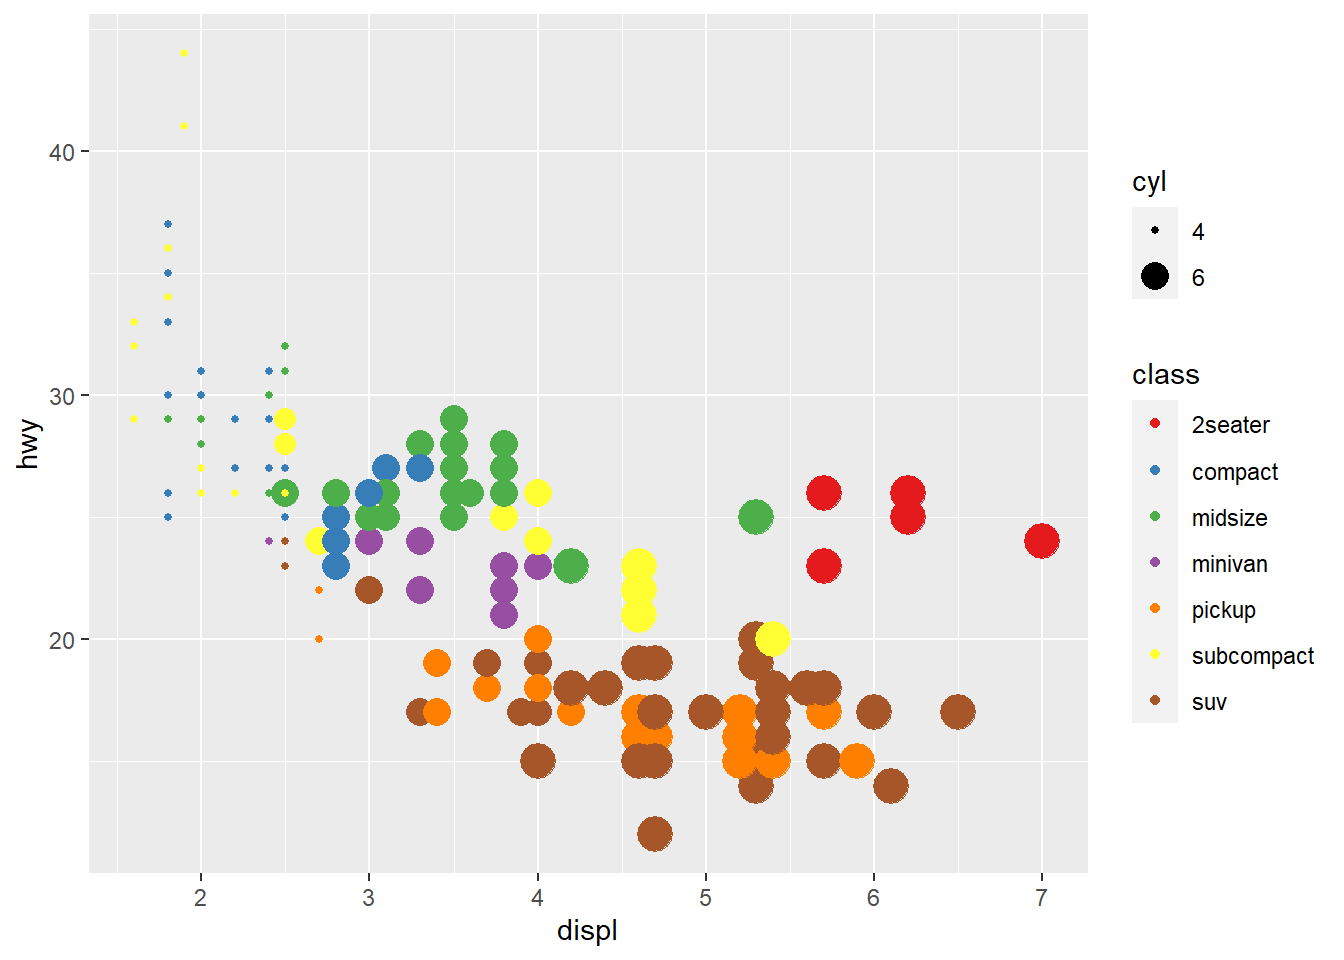 hwy
40
30
20
2
3
4
5
6
7
displ
cyl
4
6
class
2seater
compact
midsize
minivan
pickup
subcompact
suv